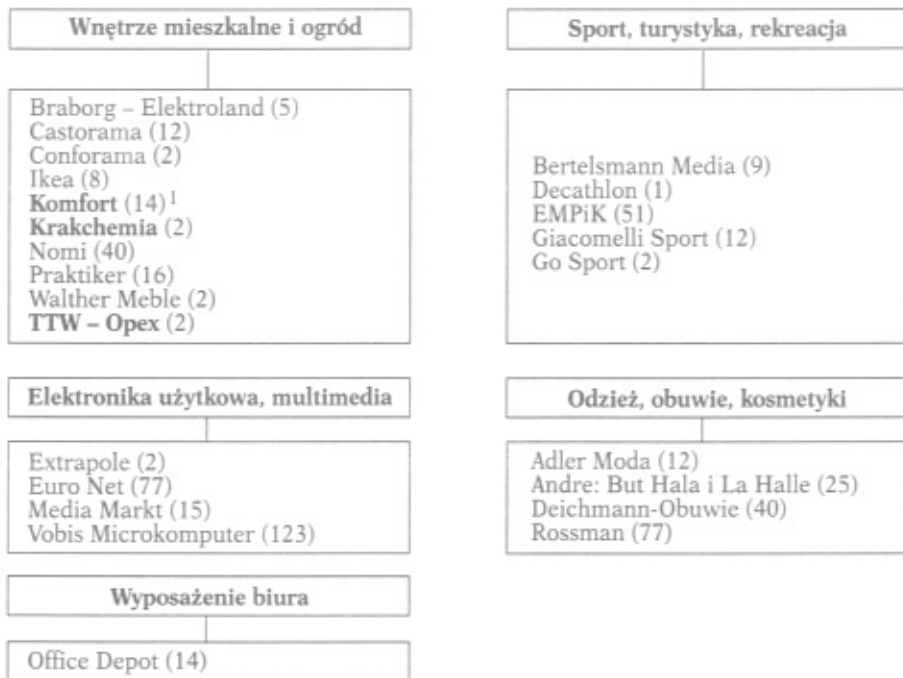 Wnętrze mieszkalne i ogród
Braborg – Elektroland (5)
Castorama (12)
Conforama (2)
Ikea (8)
Komfort (14)¹
Krakchemia (2)
Nomi (40)
Praktiker (16)
Walther Meble (2)
TTW – Opex (2)
Sport, turystyka, rekreacja
Bertelsmann Media (9)
Decathlon (1)
EMPiK (51)
Giacomelli Sport (12)
Go Sport (2)
Elektronika użytkowa, multimedia
Extrapole (2)
Euro Net (77)
Media Markt (15)
Vobis Microkomputer (123)
Odzież, obuwie, kosmetyki
Adler Moda (12)
Andre: But Hala i La Halle (25)
Deichmann-Obuwie (40)
Rossman (77)
Wyposażenie biura
Office Depot (14)